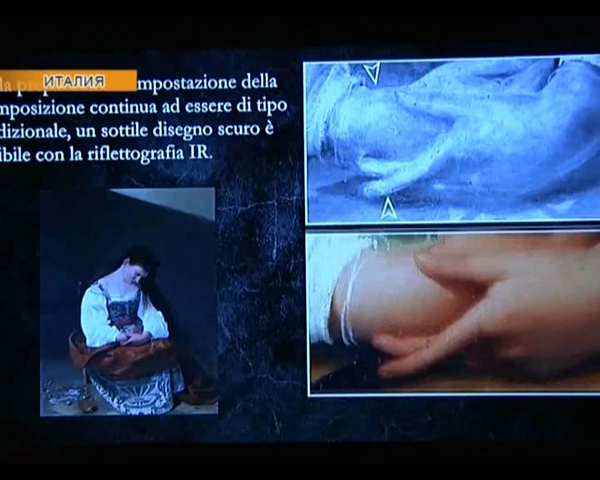 ИТАЛИЯ
impostazione della
mposizione continua ad essere di tipo
dizionale, un sottile disegno scuro è
ibile con la riflettografia IR.